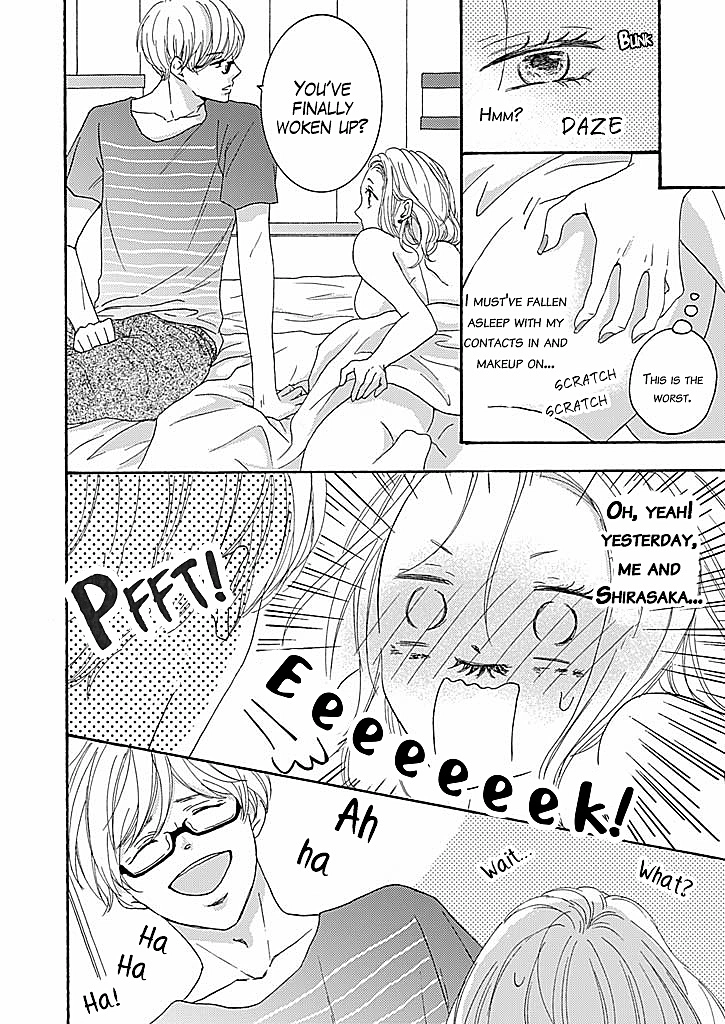 BLINK
HMM?
DAZE
I MUST'VE FALLEN
ASLEEP WITH MY
CONTACTS IN AND
MAKEUP ON...
THIS IS THE
WORST.
SCRATCH
SCRATCH
YOU'VE
FINALLY
WOKEN UP?
OH, YEAH!
YESTERDAY,
ME AND
SHIRASAKA...
Eeeeeeeek!
PFFT!
What?
Wait...
Ah
ha
Ha
Ha
Ha!